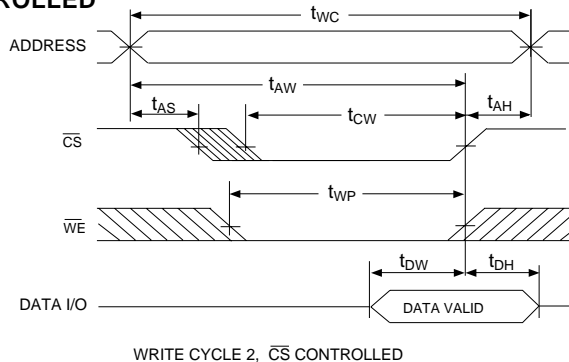 ROLLED
tWC
ADDRESS
tAW
tAS
tCW
tAH
CS
tWP
WE
tDW
tDH
DATA I/O
DATA VALID
WRITE CYCLE 2, CS CONTROLLED